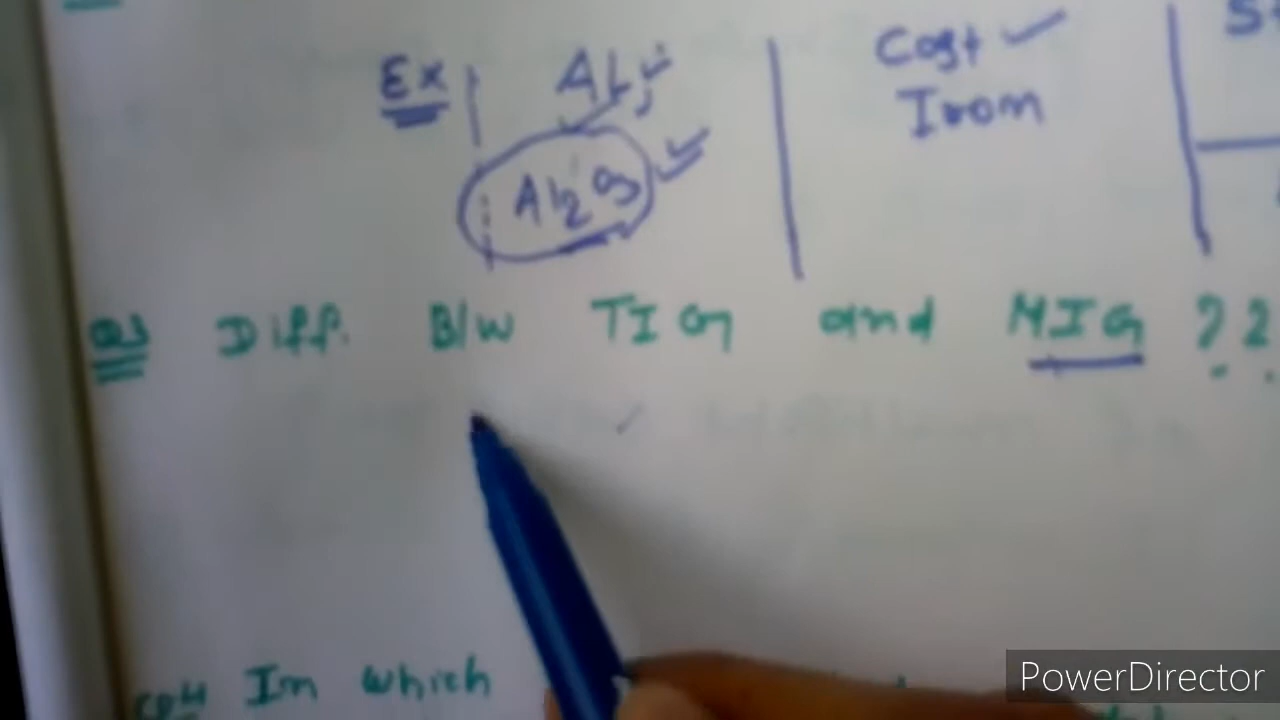 Ex Al, Cast
Iron
Al2O3
Q3 Diff. B/w TIG and MIG ??
In which
PowerDirector